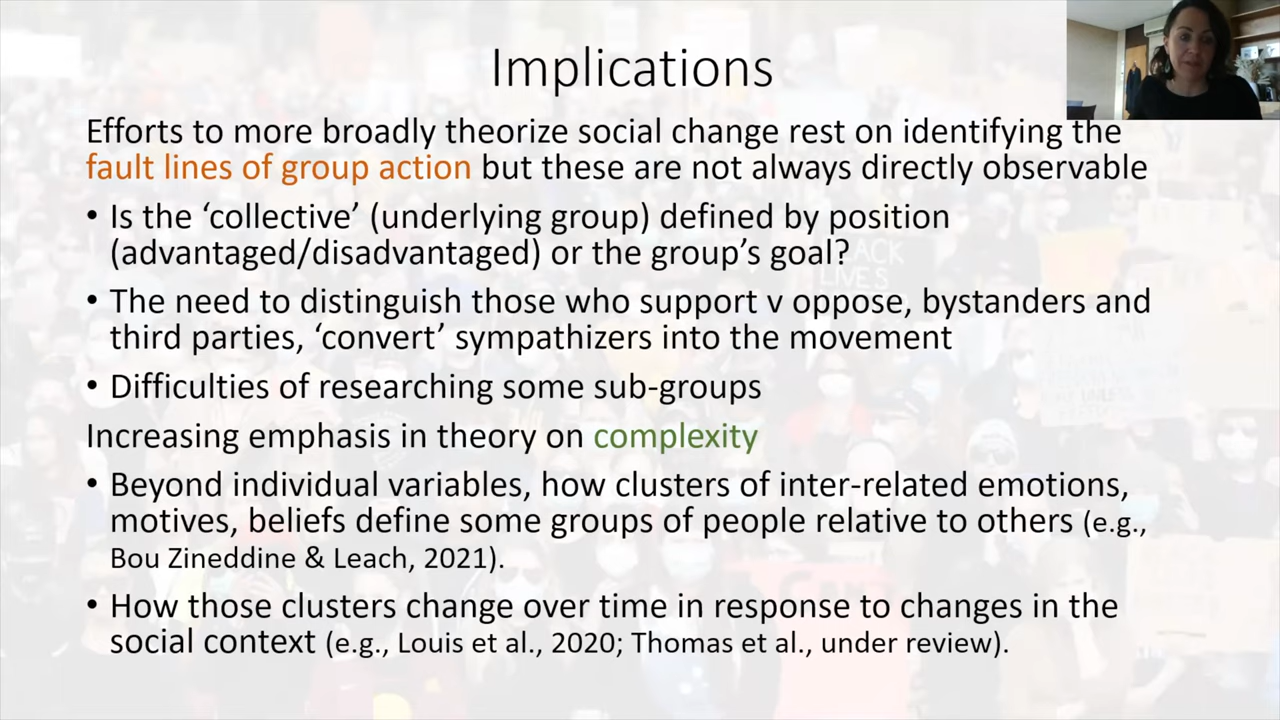 Implications
Efforts to more broadly theorize social change rest on identifying the
fault lines of group action but these are not always directly observable
• Is the ‘collective’ (underlying group) defined by position
(advantaged/disadvantaged) or the group’s goal?
• The need to distinguish those who support v oppose, bystanders and
third parties, ‘convert’ sympathizers into the movement
• Difficulties of researching some sub-groups
Increasing emphasis in theory on complexity
• Beyond individual variables, how clusters of inter-related emotions,
motives, beliefs define some groups of people relative to others (e.g.,
Bou Zineddine & Leach, 2021).
• How those clusters change over time in response to changes in the
social context (e.g., Louis et al., 2020; Thomas et al., under review).
LIVES